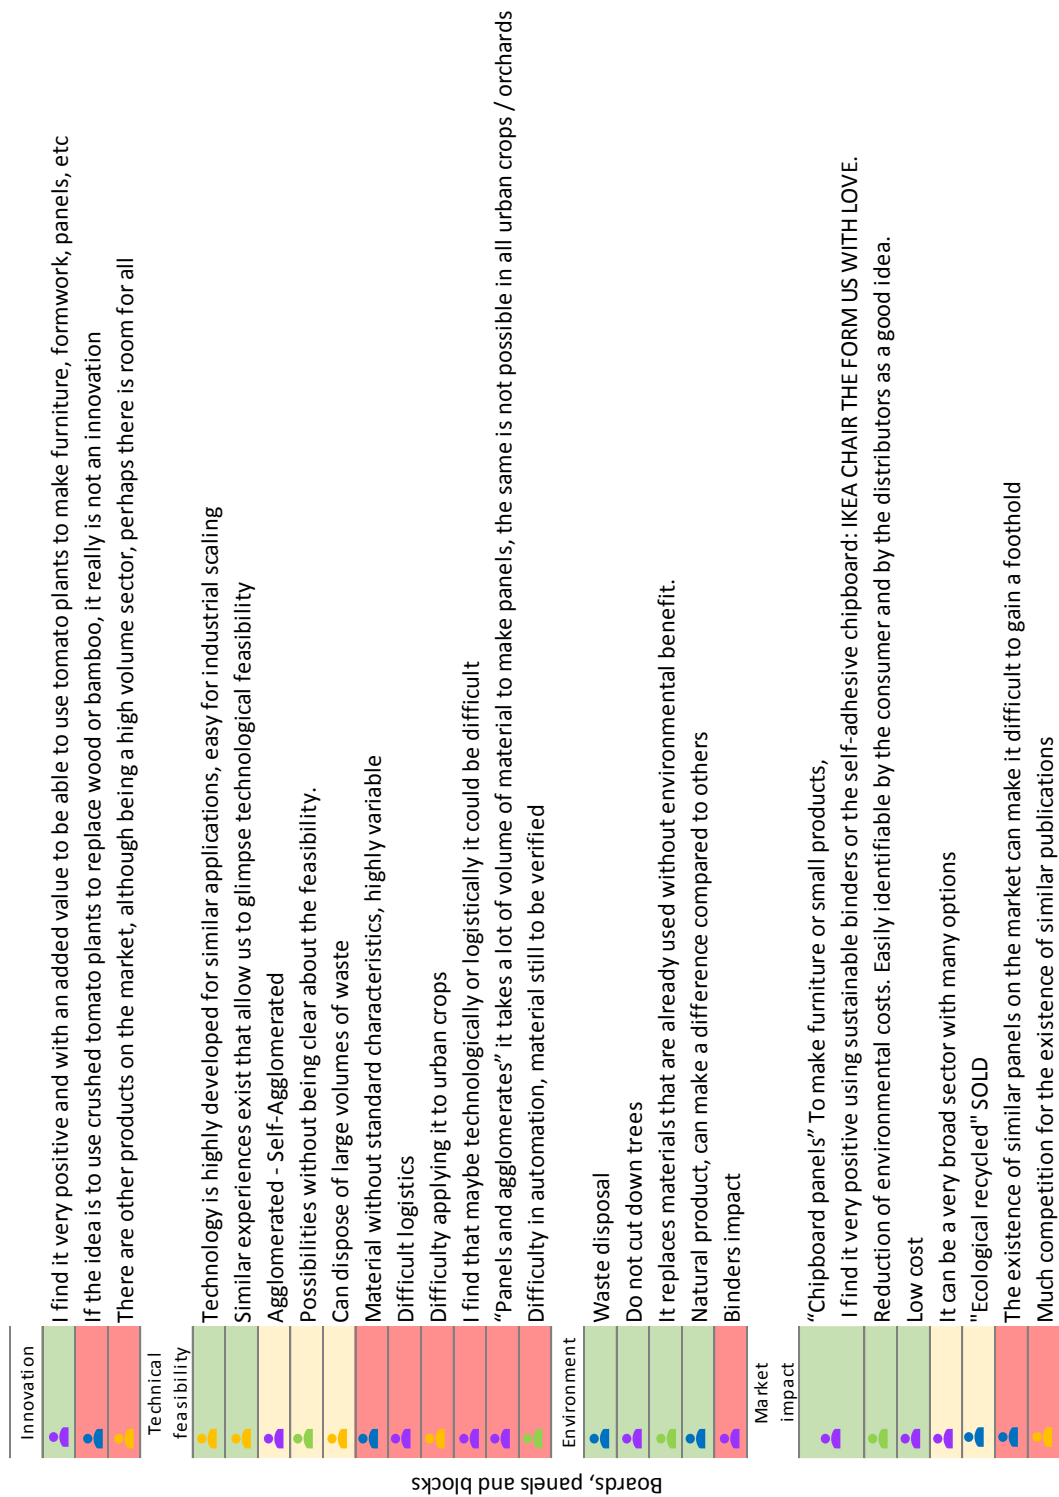 Boards, panels and blocks
Innovation
I find it very positive and with an added value to be able to use tomato plants to make furniture, formwork, panels, etc
If the idea is to use crushed tomato plants to replace wood or bamboo, it really is not an innovation
There are other products on the market, although being a high volume sector, perhaps there is room for all
Technical
feasibility
Technology is highly developed for similar applications, easy for industrial scaling
Similar experiences exist that allow us to glimpse technological feasibility
Agglomerated - Self-Agglomerated
Possibilities without being clear about the feasibility.
Can dispose of large volumes of waste
Material without standard characteristics, highly variable
Difficult logistics
Difficulty applying it to urban crops
I find that maybe technologically or logistically it could be difficult
“Panels and agglomerates” it takes a lot of volume of material to make panels, the same is not possible in all urban crops / orchards
Difficulty in automation, material still to be verified
Environment
Waste disposal
Do not cut down trees
It replaces materials that are already used without environmental benefit.
Natural product, can make a difference compared to others
Binders impact
Market
impact
“Chipboard panels” To make furniture or small products,
I find it very positive using sustainable binders or the self-adhesive chipboard: IKEA CHAIR THE FORM US WITH LOVE.
Reduction of environmental costs. Easily identifiable by the consumer and by the distributors as a good idea.
Low cost
It can be a very broad sector with many options
"Ecological recycled" SOLD
The existence of similar panels on the market can make it difficult to gain a foothold
Much competition for the existence of similar publications